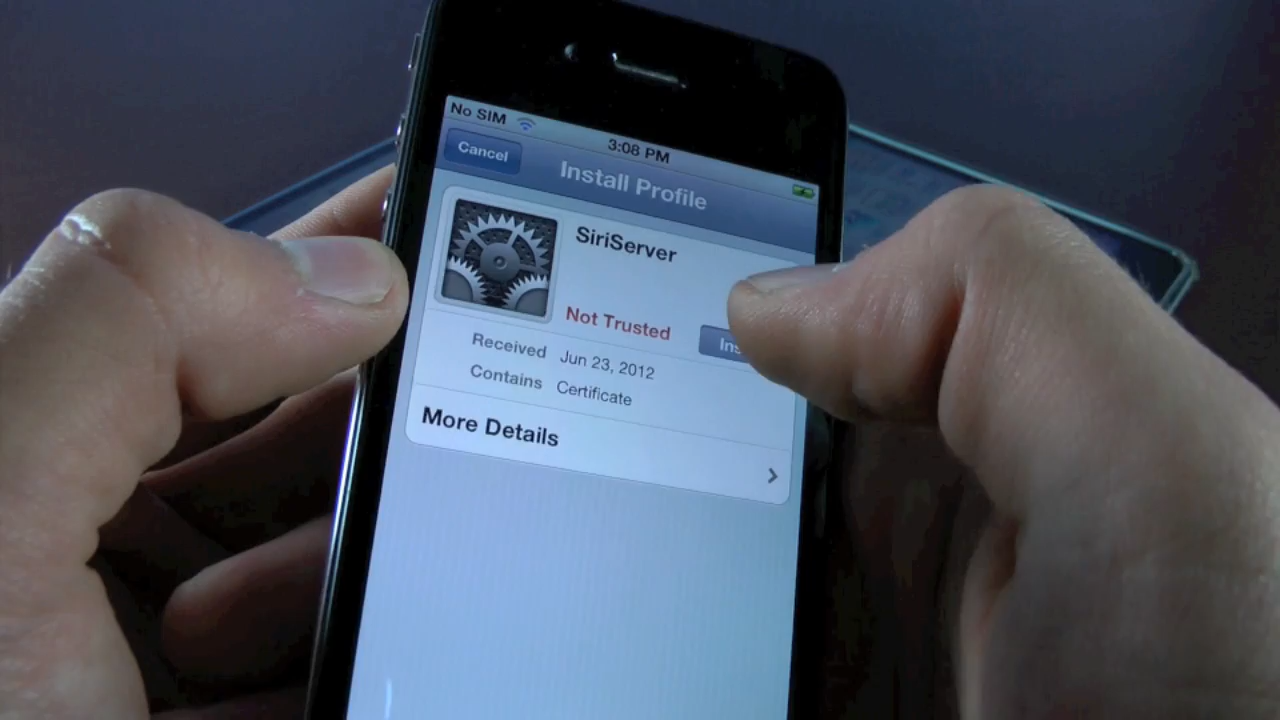 No SIM
3:08 PM
Cancel
Install Profile
SiriServer
Not Trusted
Ins
Received Jun 23, 2012
Contains Certificate
More Details